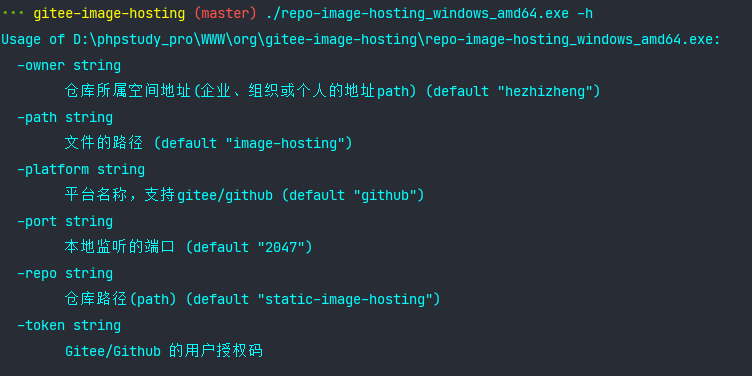 ••• gitee-image-hosting (master) ./repo-image-hosting_windows_amd64.exe -h
Usage of D:\phpstudy_pro\WWW\org\gitee-image-hosting\repo-image-hosting_windows_amd64.exe:
-owner string
仓库所属空间地址(企业、组织或个人的地址path) (default "hezhizheng")
-path string
文件的路径 (default "image-hosting")
-platform string
平台名称，支持gitee/github (default "github")
-port string
本地监听的端口 (default "2047")
-repo string
仓库路径(path) (default "static-image-hosting")
-token string
Gitee/Github 的用户授权码